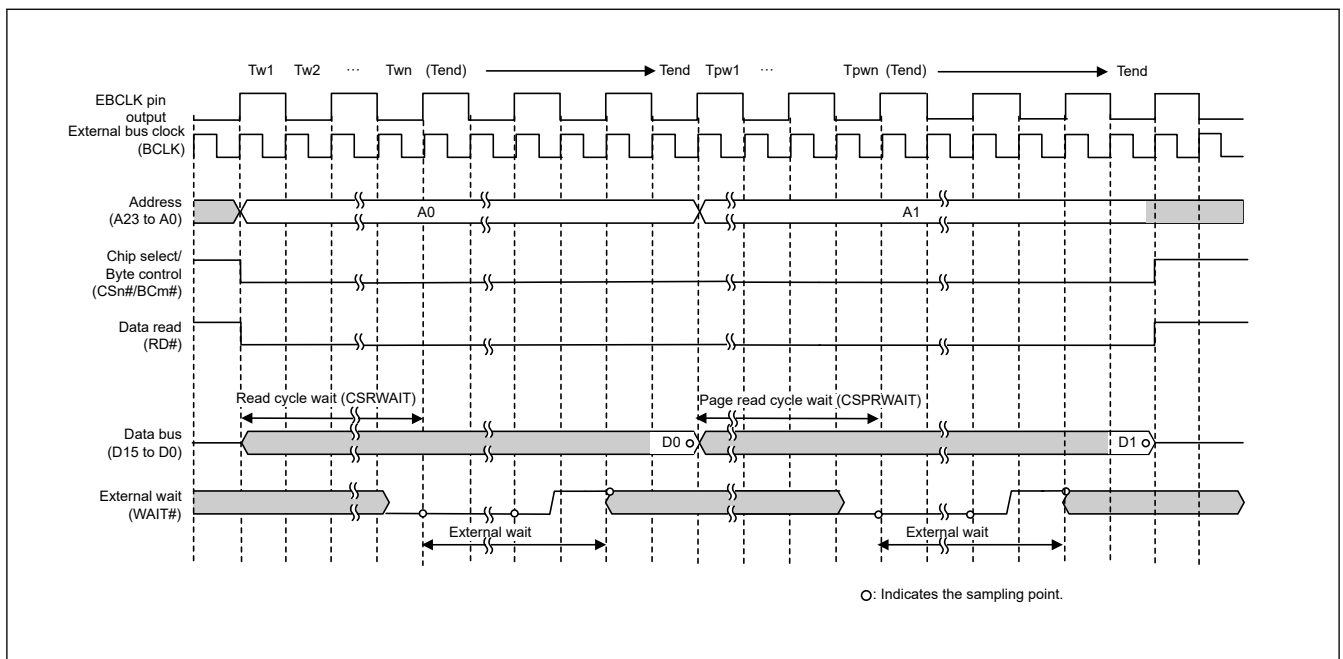 Tw1 Tw2 ... Twn (Tend) Tend Tpw1 ... Tpwn (Tend) Tend
EBCLK pin
output
External bus clock
(BCLK)
Address
(A23 to A0)
A0 A1
Chip select/
Byte control
(CSn#/BCm#)
Data read
(RD#)
Read cycle wait (CSRWAIT) Page read cycle wait (CSPRWAIT)
Data bus
(D15 to D0)
D0 D1
External wait
(WAIT#)
External wait External wait
: Indicates the sampling point.